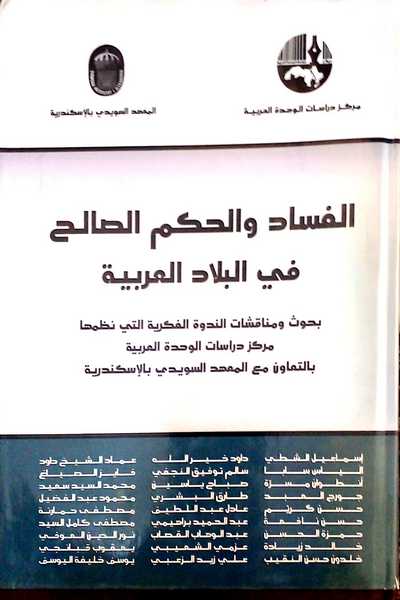 مركز دراسات الوحدة العربية
المعهد السويدي بالإسكندرية
الفساد والحكم الصالح
في البلاد العربية
بحوث ومناقشات الندوة الفكرية التي نظمها
مركز دراسات الوحدة العربية
بالتعاون مع المعهد السويدي بالإسكندرية
إسماعيل الشطي داود خير الله عماد الشيخ داود
الياس سابا سالم توفيق النجفي فايز الصياغ
أنطوان مسرة صباح ياسين محمد السيد سعيد
جورج العبد طارق البشري محمود عبد الفضيل
حسن كريم عادل عبد اللطيف مصطفى حمارنة
حسن نافعة عبد الحميد براهيمي مصطفى كامل السيد
حمزة الحسن عبد الوهاب القصاب نور الدين العوفي
خالد زيادة عزمي الشعيبي يعقوب قبانجي
خلدون حسن النقيب علي زيد الزعبي يوسف خليفة اليوسف